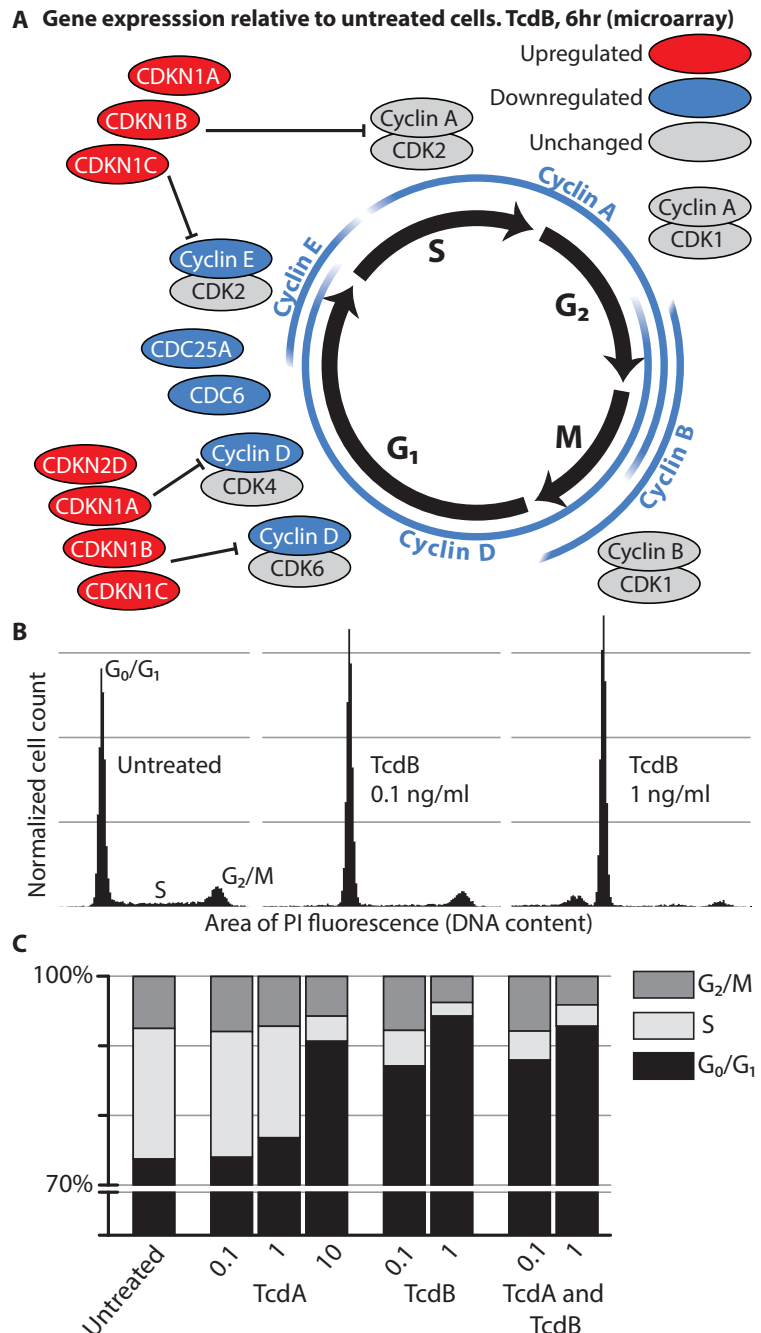 A Gene expresssion relative to untreated cells. TcdB, 6hr (microarray)
Upregulated
Downregulated
Unchanged
CDKN1A
CDKN1B
CDKN1C
Cyclin A
CDK2
Cyclin A
CDK1
Cyclin E
CDK2
CDC25A
CDC6
CDKN2D
CDKN1A
CDKN1B
CDKN1C
Cyclin D
CDK4
Cyclin D
CDK6
Cyclin B
CDK1
Cyclin A
Cyclin E
Cyclin B
Cyclin D
S
G₂
M
G₁
B
Normalized cell count
G₀/G₁
Untreated
S
G₂/M
TcdB
0.1 ng/ml
TcdB
1 ng/ml
Area of PI fluorescence (DNA content)
C
100%
70%
G₂/M
S
G₀/G₁
Untreated
0.1
1
10
TcdA
0.1
1
TcdB
0.1
1
TcdA and
TcdB